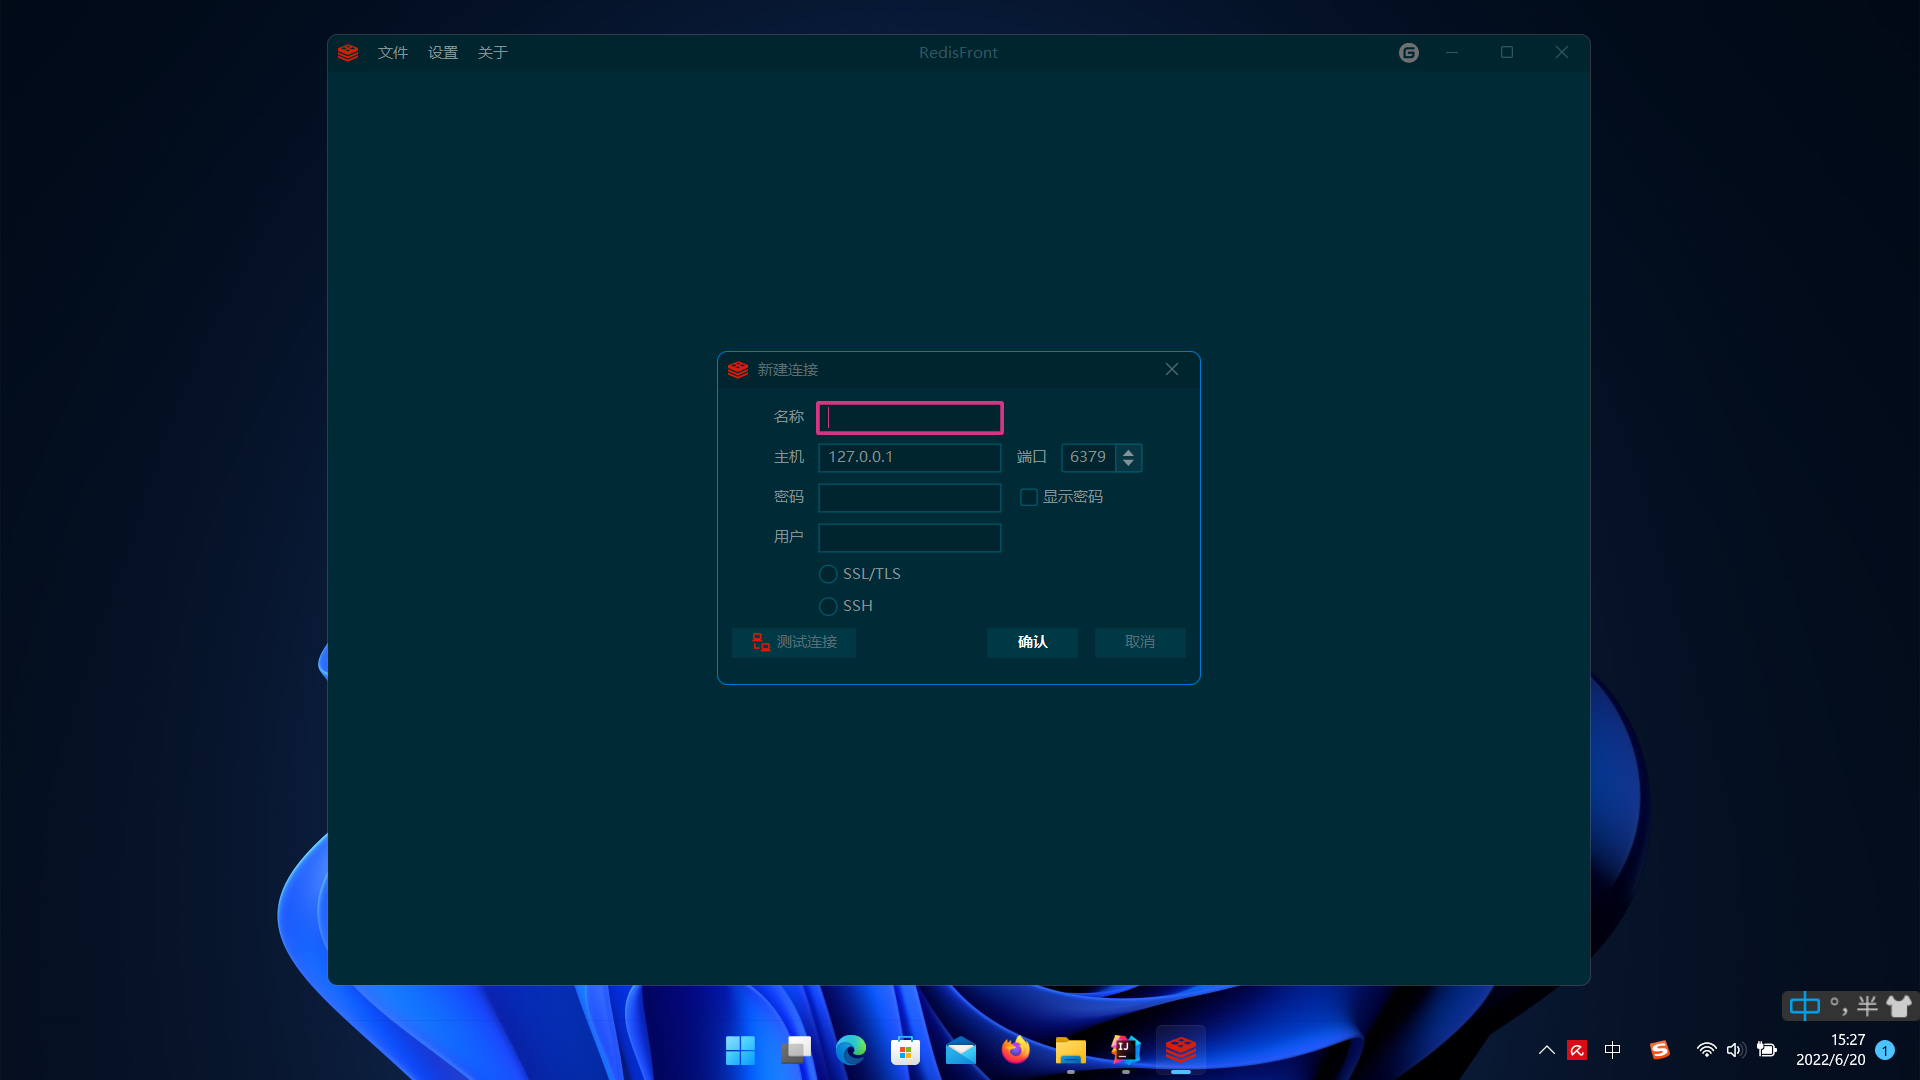 文件 设置 关于 RedisFront G
新建连接
名称
主机 127.0.0.1 端口 6379
密码 显示密码
用户
SSL/TLS
SSH
测试连接 确认 取消
中 °, 半
IJ 中 S 15:27
2022/6/20 1